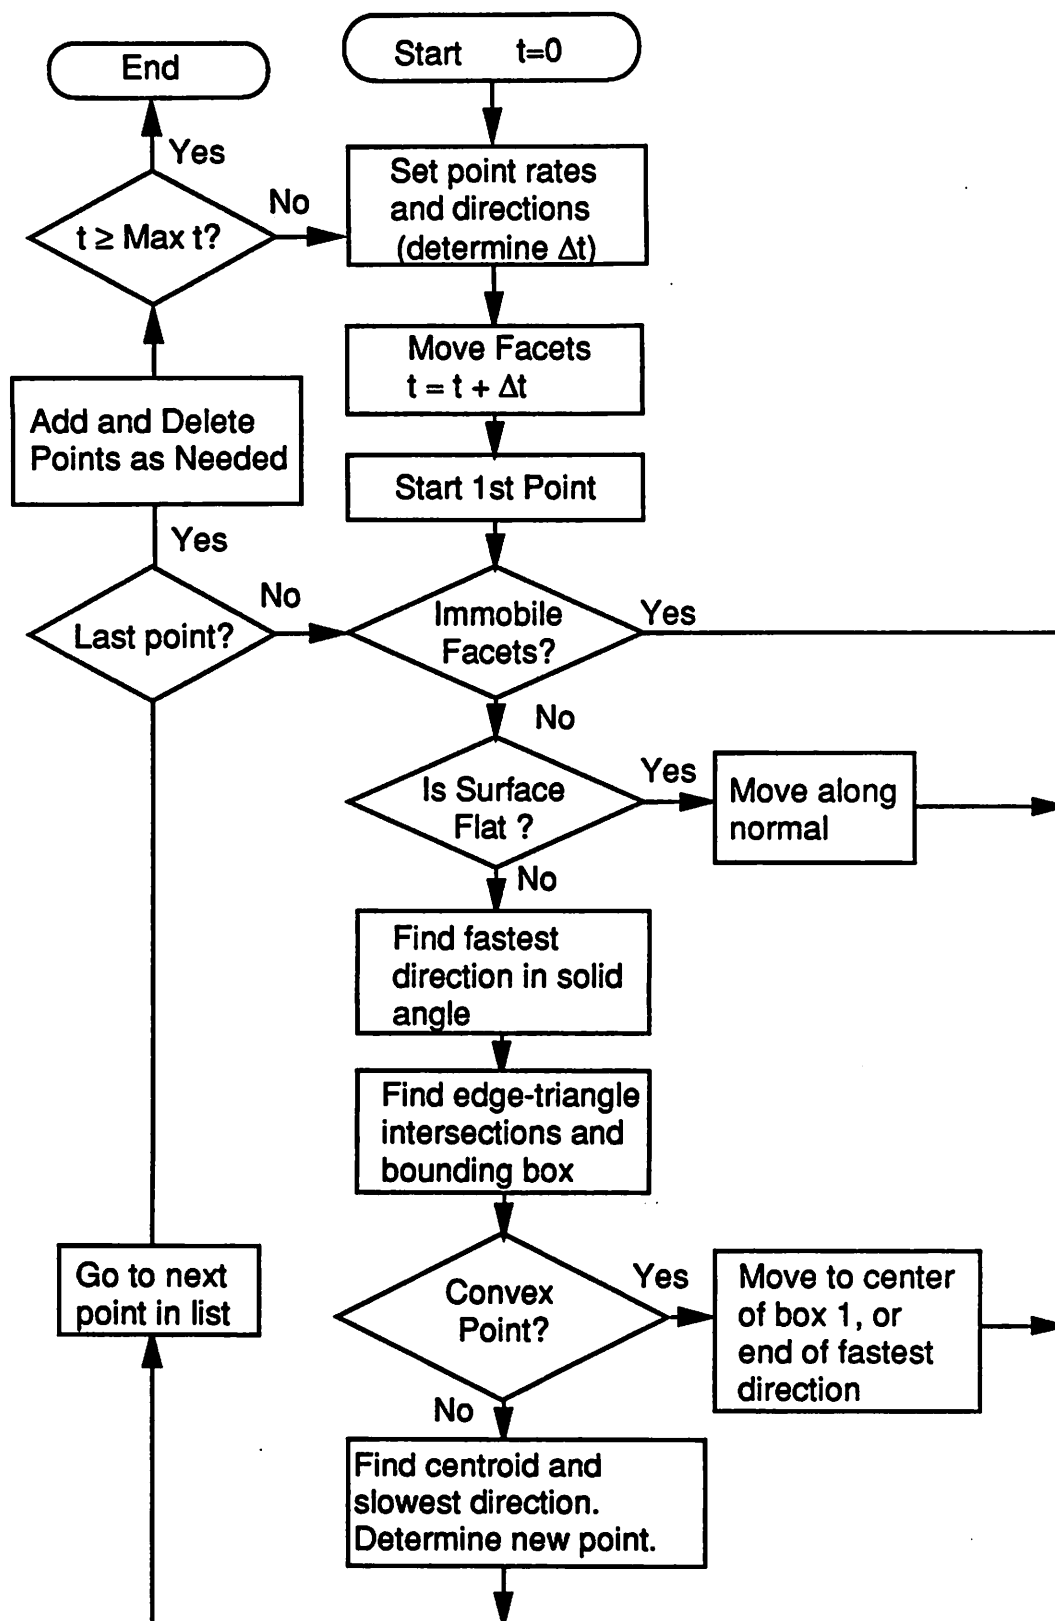 Start t=0
End
Yes
Set point rates
and directions
(determine Δt)
No
t ≥ Max t?
Move Facets
t = t + Δt
Add and Delete
Points as Needed
Start 1st Point
Yes
No
Last point?
Immobile
Facets?
Yes
No
Is Surface
Flat ?
Yes
Move along
normal
No
Find fastest
direction in solid
angle
Find edge-triangle
intersections and
bounding box
Go to next
point in list
Convex
Point?
Yes
Move to center
of box 1, or
end of fastest
direction
No
Find centroid and
slowest direction.
Determine new point.